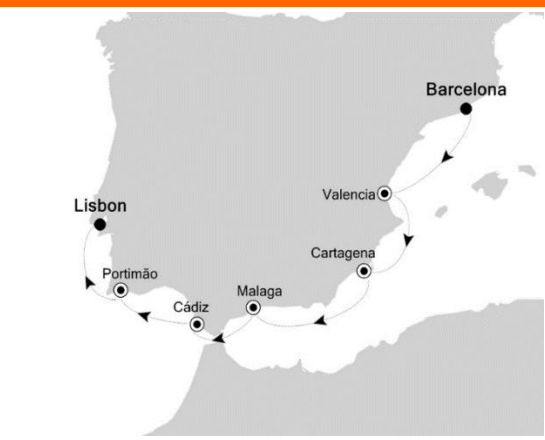 Barcelona
Valencia
Lisbon
Cartagena
Portimão
Malaga
Cádiz